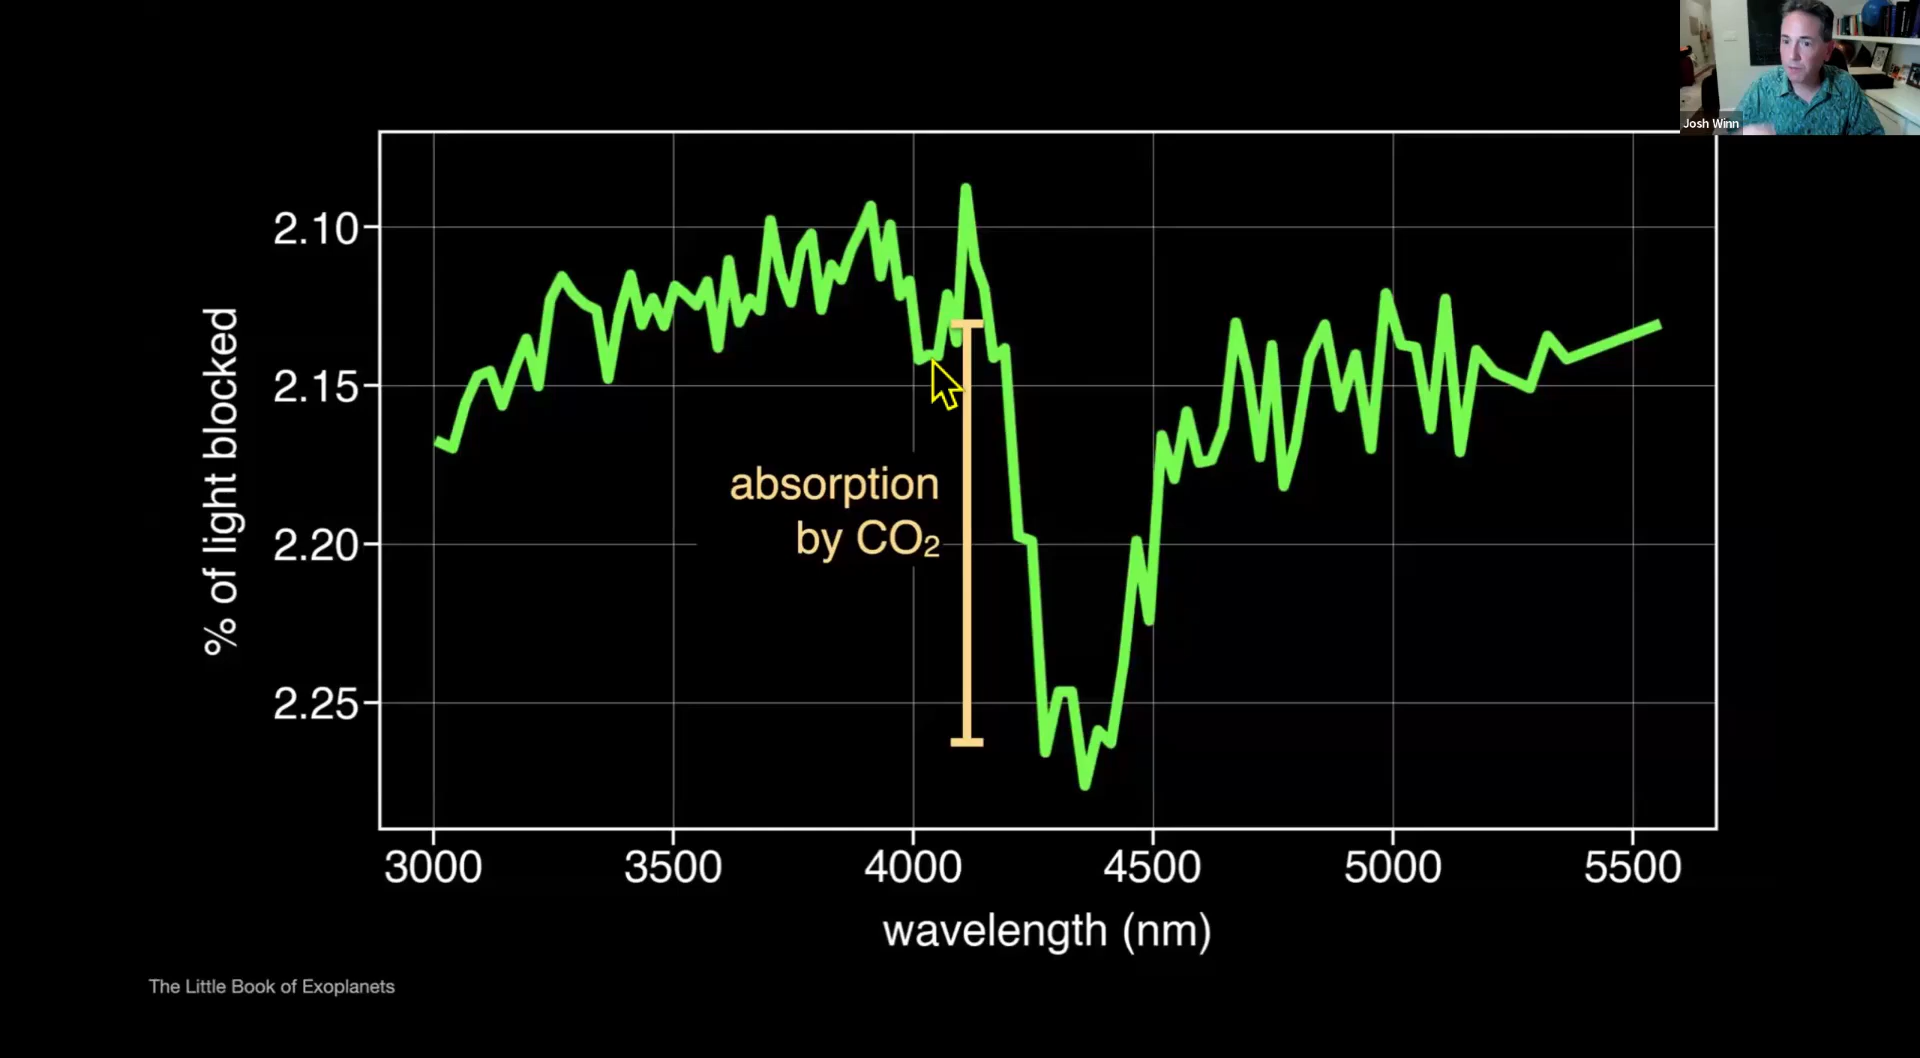 Josh Winn
2.10
2.15
2.20
2.25
% of light blocked
absorption
by CO₂
3000 3500 4000 4500 5000 5500
wavelength (nm)
The Little Book of Exoplanets